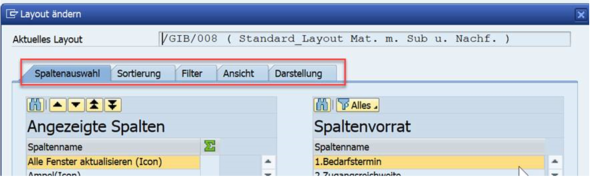 Layout ändern
Aktuelles Layout /GIB/008 ( Standard_Layout Mat. m. Sub u. Nachf. )
Spaltenauswahl Sortierung Filter Ansicht Darstellung
Alles
Angezeigte Spalten Spaltenvorrat
Spaltenname Spaltenname
Alle Fenster aktualisieren (Icon) 1.Bedarfstermin
Ampel(Icon) 2.Zugangsreichweite